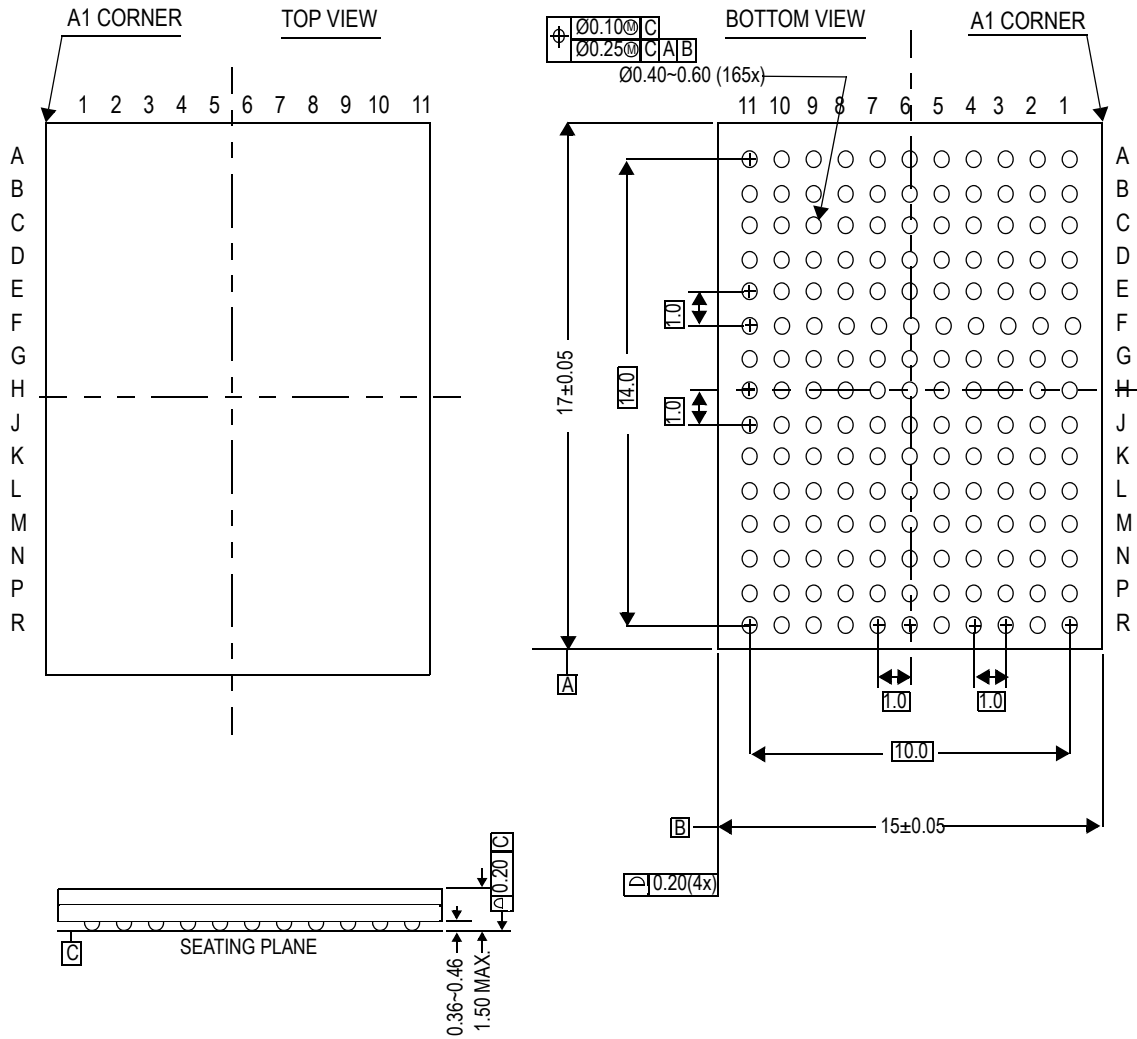 A1 CORNER
TOP VIEW
1 2 3 4 5 6 7 8 9 10 11
A
B
C
D
E
F
G
H
J
K
L
M
N
P
R
Ø0.10Ⓜ C
Ø0.25Ⓜ C A B
BOTTOM VIEW
A1 CORNER
Ø0.40~0.60 (165x)
11 10 9 8 7 6 5 4 3 2 1
A
B
C
D
E
F
G
H
J
K
L
M
N
P
R
1.0
1.0
14.0
17±0.05
A
1.0
1.0
10.0
B
15±0.05
0.20(4x)
0.20 C
C
SEATING PLANE
0.36~0.46
1.50 MAX.